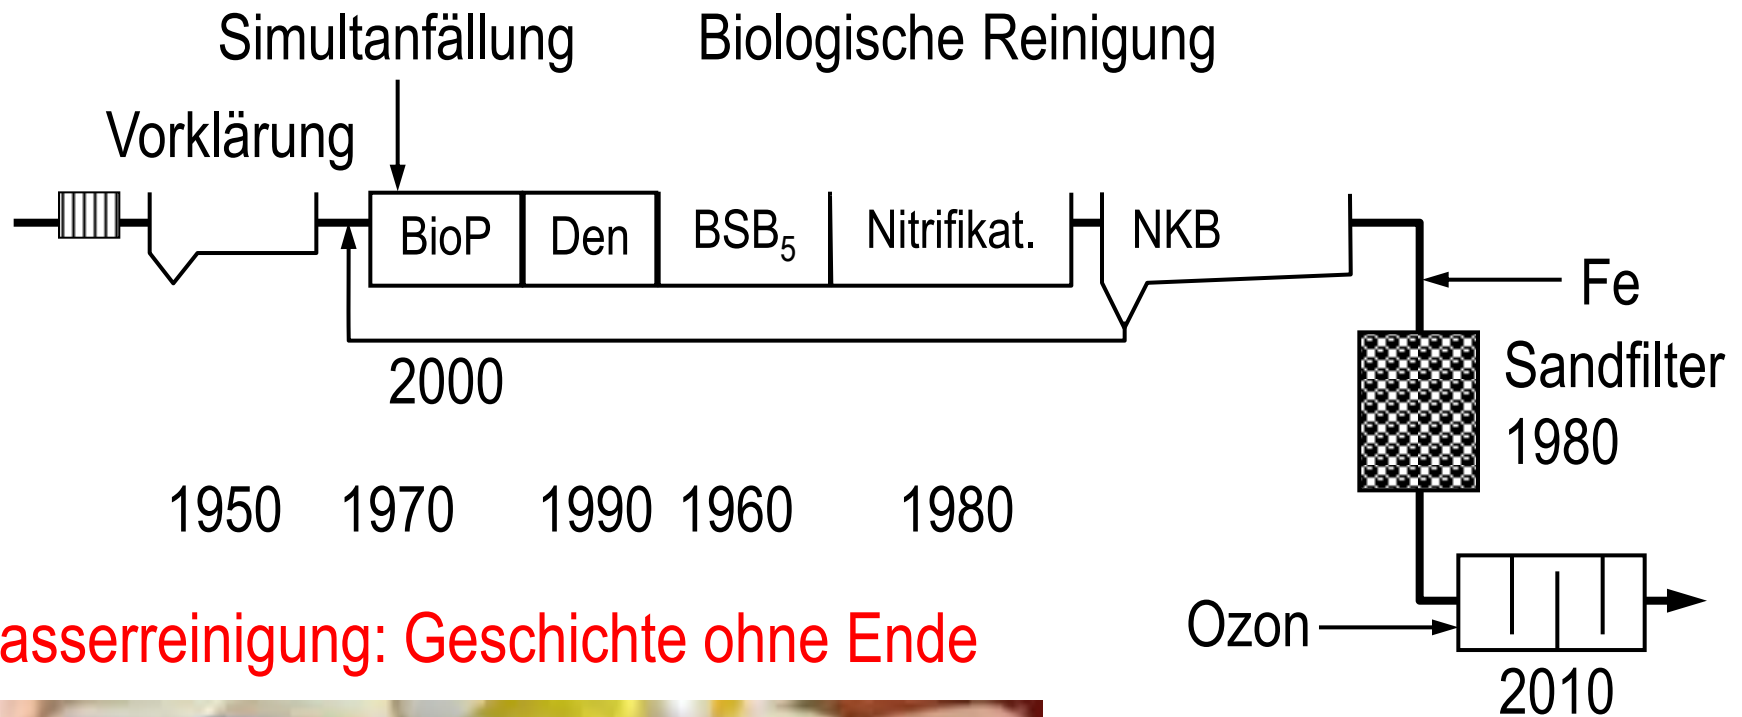 Simultanfällung Biologische Reinigung
Vorklärung
BioP Den BSB5 Nitrifikat. NKB
Fe
2000
Sandfilter
1980
1950 1970 1990 1960 1980
Ozon
asserreinigung: Geschichte ohne Ende
2010